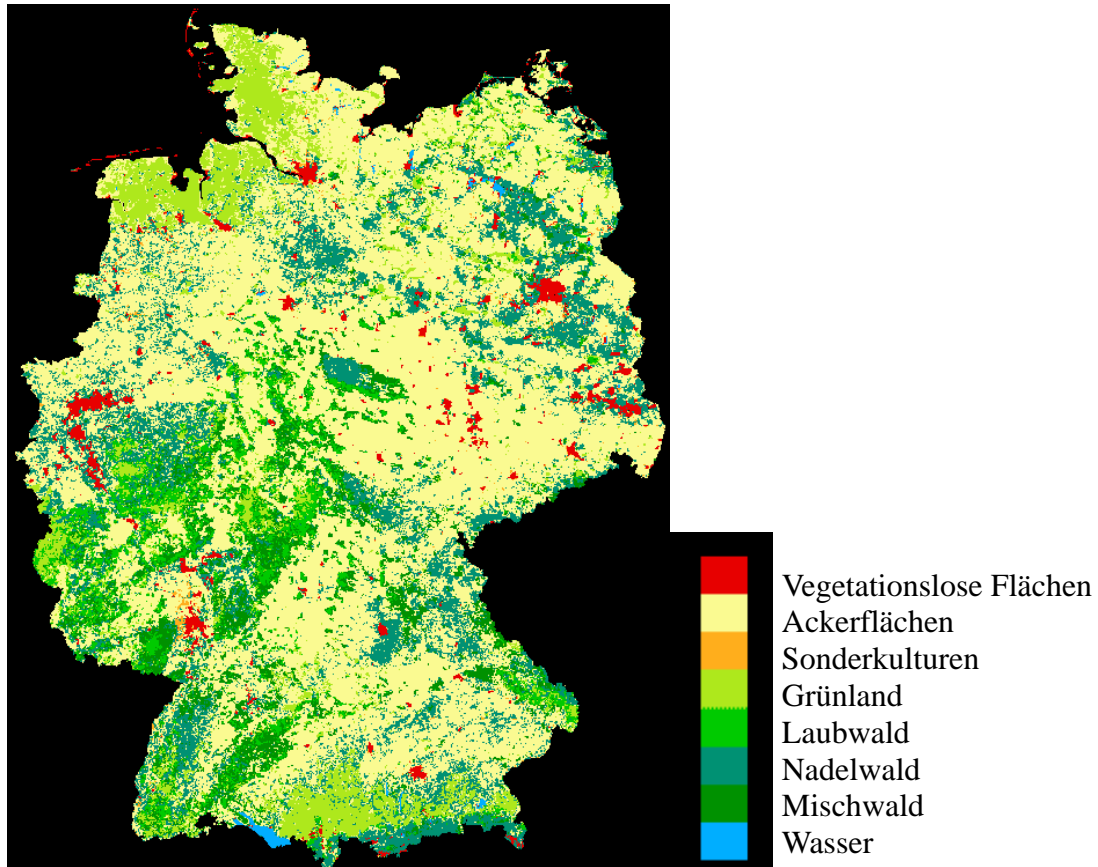 Vegetationslose Flächen
Ackerflächen
Sonderkulturen
Grünland
Laubwald
Nadelwald
Mischwald
Wasser